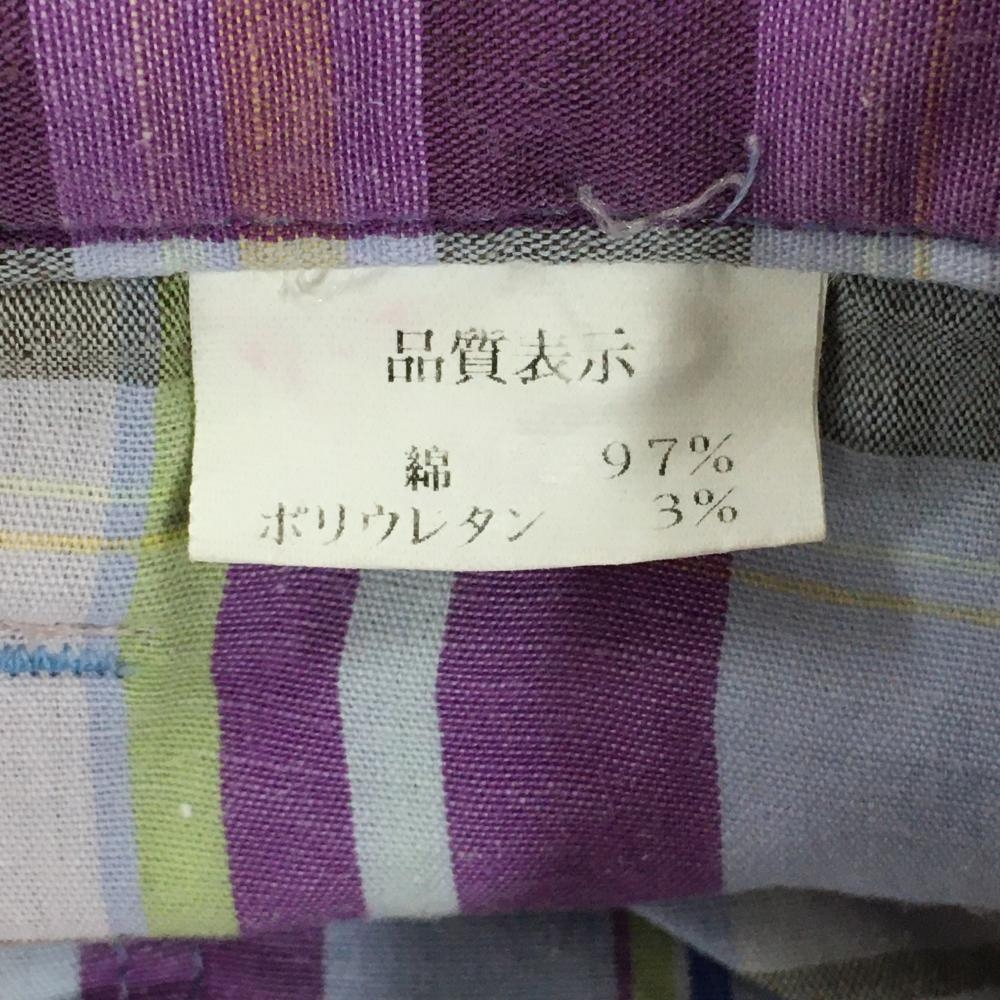 品質表示
綿 97%
ポリウレタン 3%